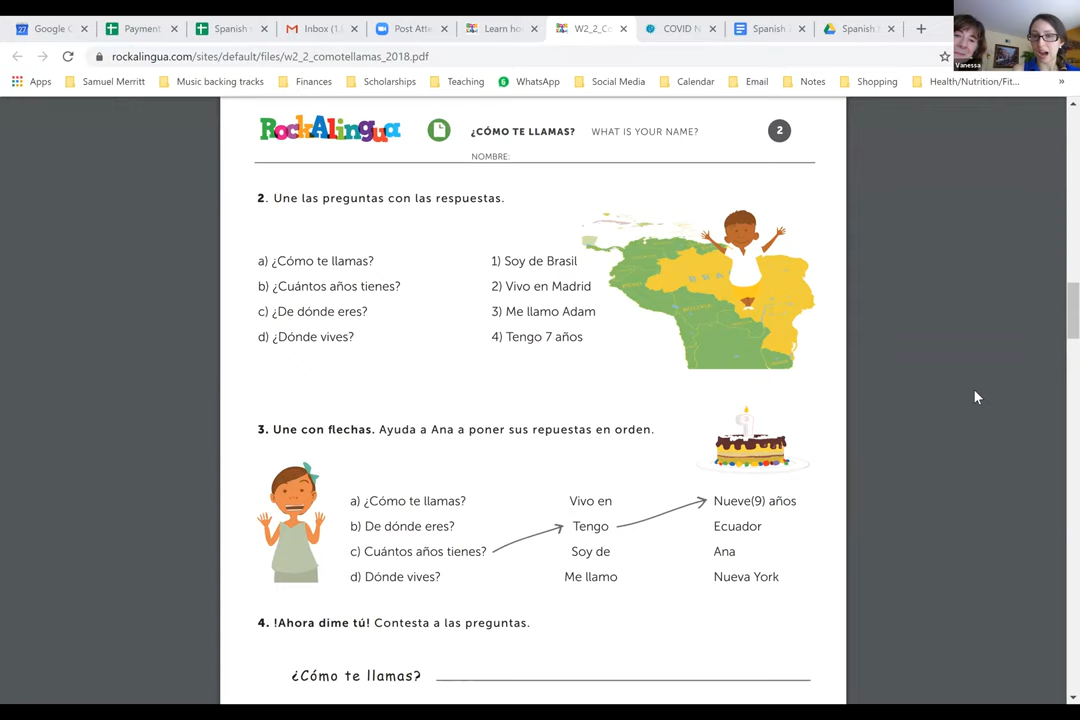 Google C
Payment
Spanish
Inbox (1
Post Atte
Learn ho
W2_2_Co
COVID N
Spanish
Spanish
rockalingua.com/sites/default/files/w2_2_comotellamas_2018.pdf
Vanessa
Apps
Samuel Merritt
Music backing tracks
Finances
Scholarships
Teaching
WhatsApp
Social Media
Calendar
Email
Notes
Shopping
Health/Nutrition/Fit...
»
RockALingua
¿CÓMO TE LLAMAS? WHAT IS YOUR NAME? 2
NOMBRE:
2. Une las preguntas con las respuestas.
a) ¿Cómo te llamas?
b) ¿Cuántos años tienes?
c) ¿De dónde eres?
d) ¿Dónde vives?
1) Soy de Brasil
2) Vivo en Madrid
3) Me llamo Adam
4) Tengo 7 años
3. Une con flechas. Ayuda a Ana a poner sus repuestas en orden.
9
a) ¿Cómo te llamas?
b) De dónde eres?
c) Cuántos años tienes?
d) Dónde vives?
Vivo en
Tengo
Soy de
Me llamo
Nueve(9) años
Ecuador
Ana
Nueva York
4. !Ahora dime tú! Contesta a las preguntas.
¿Cómo te llamas?